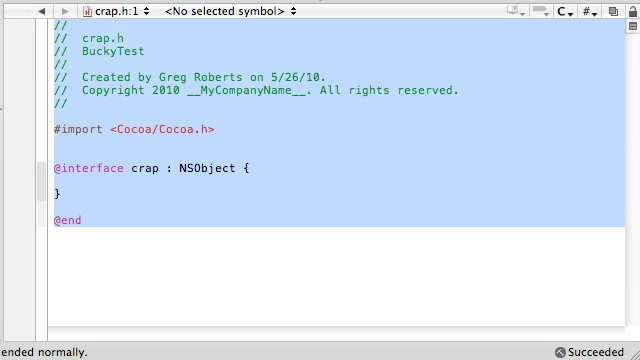 crap.h:1 <No selected symbol> C #
//
// crap.h
// BuckyTest
//
// Created by Greg Roberts on 5/26/10.
// Copyright 2010 __MyCompanyName__. All rights reserved.
//
#import <Cocoa/Cocoa.h>
@interface crap : NSObject {
}
@end
ended normally. Succeeded